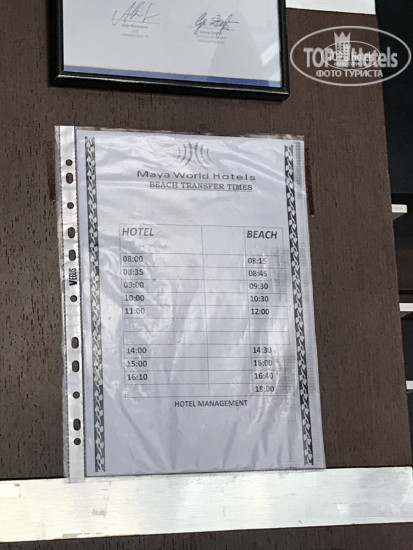 TOPHotels
ФОТО ТУРИСТА
Maya World Hotels
BEACH TRANSFER TIMES
HOTEL BEACH
08:00 08:15
08:35 08:45
09:00 09:30
10:00 10:30
11:00 12:00
14:00 14:30
15:00 15:00
16:10 16:40
18:00
HOTEL MANAGEMENT
VEGUS